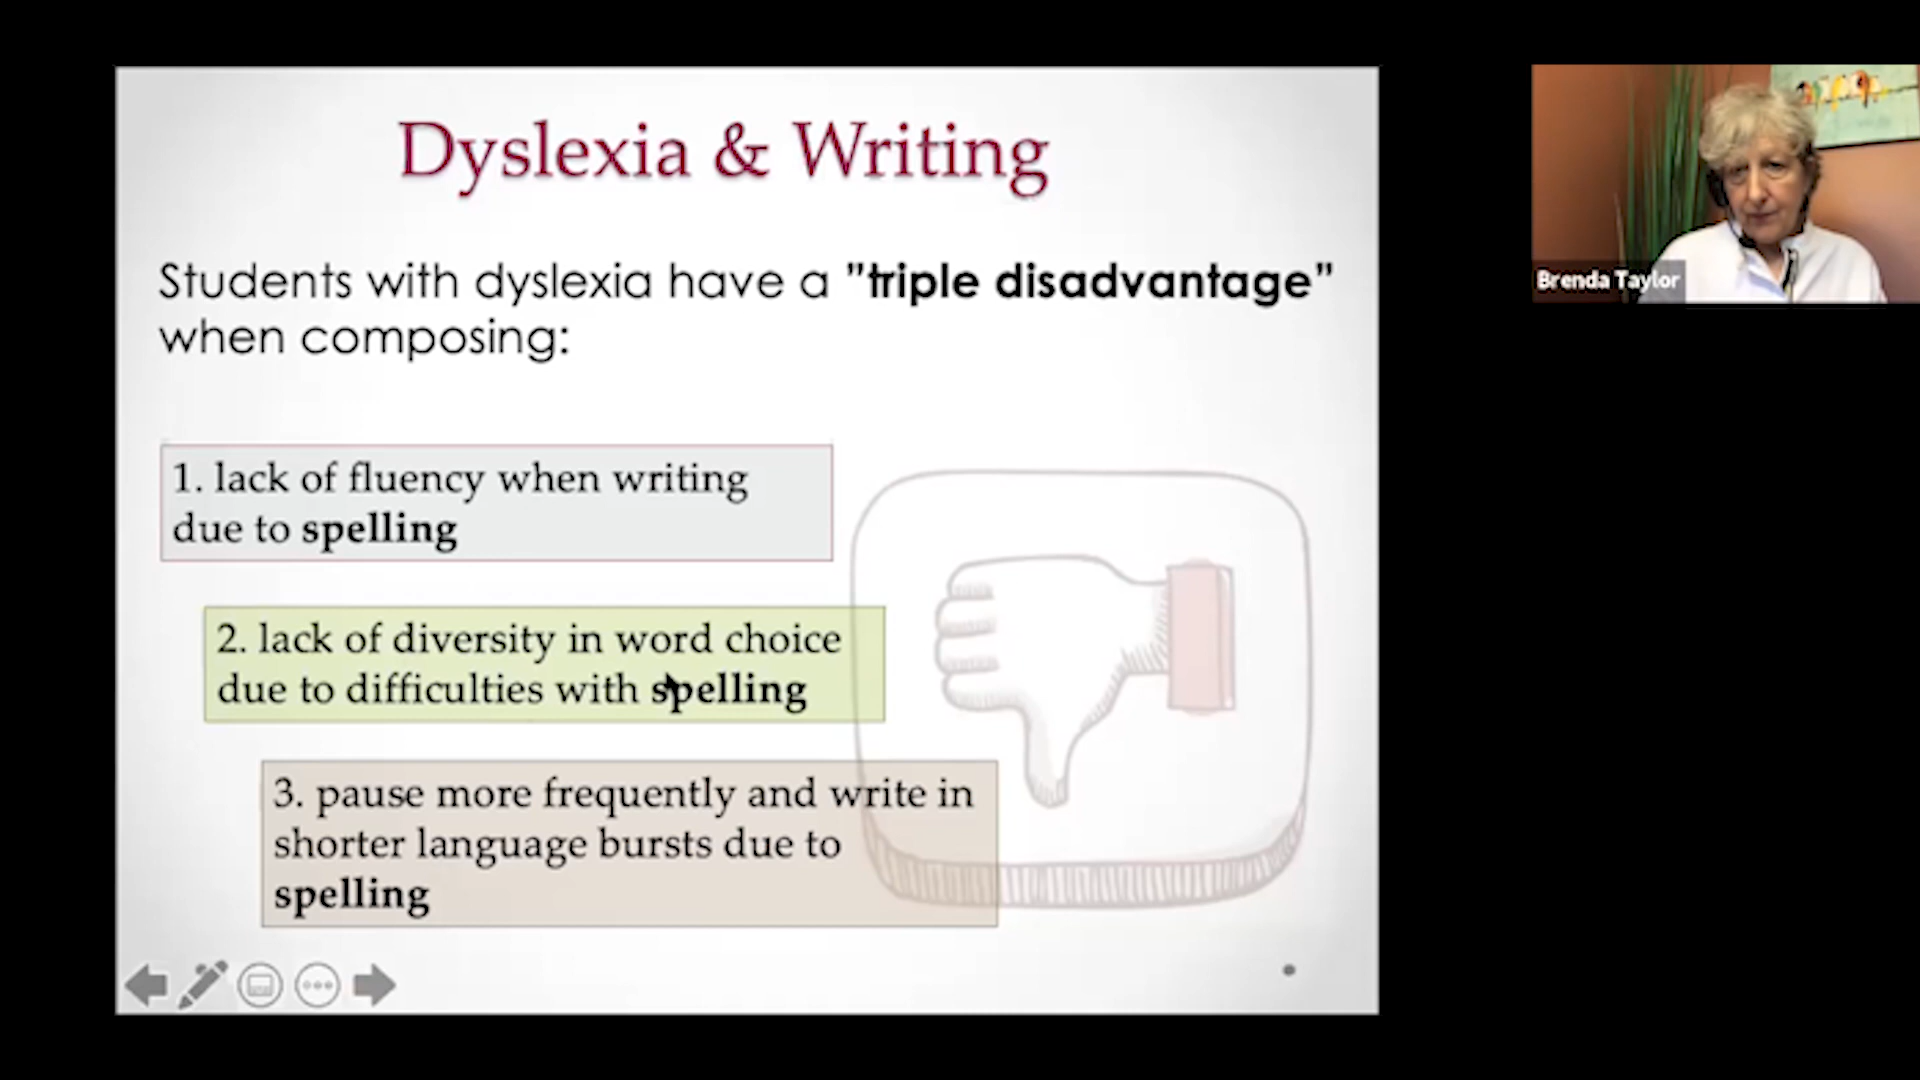 Dyslexia & Writing
Students with dyslexia have a "triple disadvantage"
when composing:
1. lack of fluency when writing
due to spelling
2. lack of diversity in word choice
due to difficulties with spelling
3. pause more frequently and write in
shorter language bursts due to
spelling
Brenda Taylor